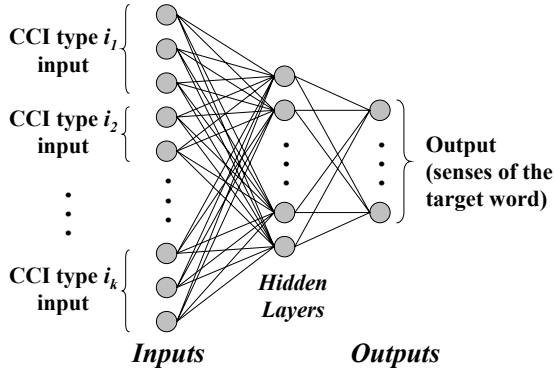 CCI type i1
input
CCI type i2
input
CCI type ik
input
Output
(senses of the
target word)
Hidden
Layers
Inputs
Outputs